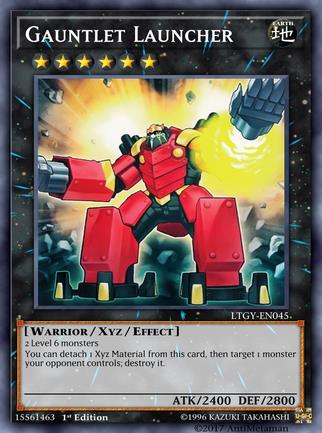 GAUNTLET LAUNCHER
EARTH
地
LTGY-EN045
[WARRIOR/XYZ/EFFECT]
2 Level 6 monsters
You can detach 1 Xyz Material from this card, then target 1 monster
your opponent controls; destroy it.
ATK/2400 DEF/2800
15561463 1st Edition ©1996 KAZUKI TAKAHASHI
©2017 AntiMetaman